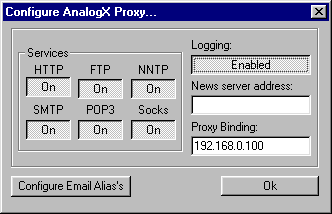 Configure AnalogX Proxy...
Services
HTTP FTP NNTP
On On On
SMTP POP3 Socks
On On On
Logging:
Enabled
News server address:
Proxy Binding:
192.168.0.100
Configure Email Alias's
Ok